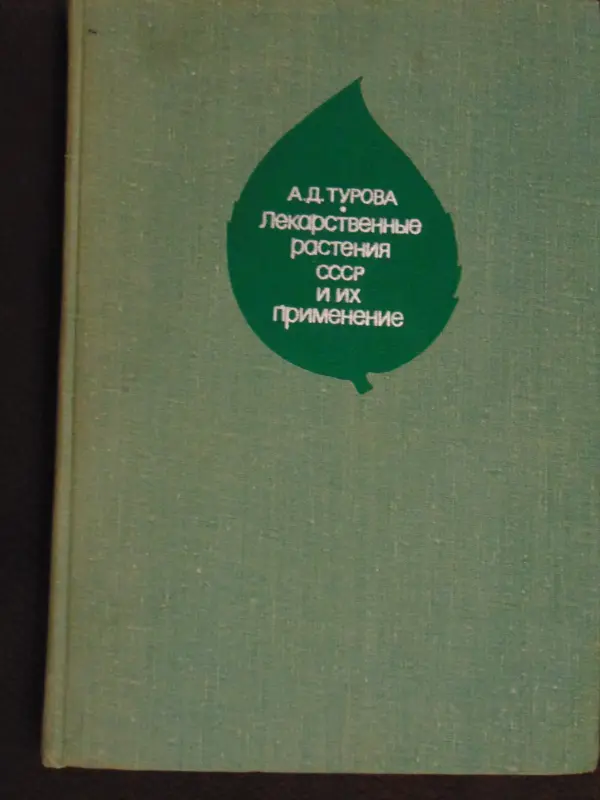 А.Д.ТУРОВА
Лекарственные
растения
СССР
и их
применение